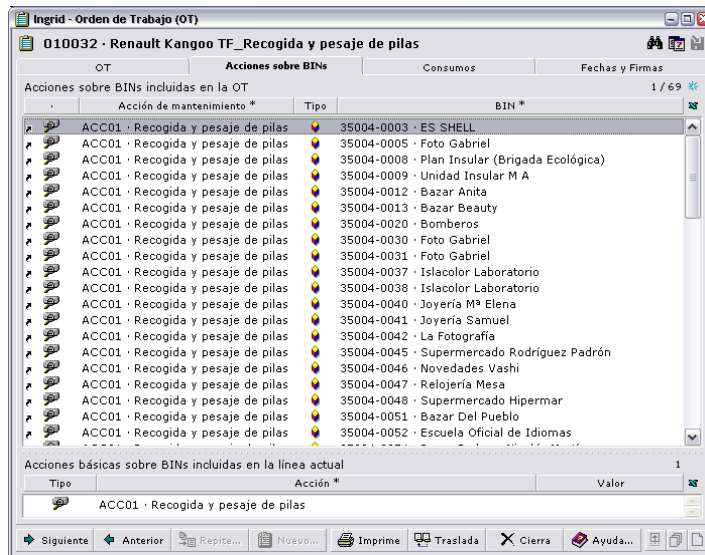 Ingrid - Orden de Trabajo (OT)
010032 · Renault Kangoo TF_Recogida y pesaje de pilas
OT Acciones sobre BINs Consumos Fechas y Firmas
Acciones sobre BINs incluidas en la OT 1 / 69
· Acción de mantenimiento * Tipo BIN *
ACC01 · Recogida y pesaje de pilas 35004-0003 · ES SHELL
ACC01 · Recogida y pesaje de pilas 35004-0005 · Foto Gabriel
ACC01 · Recogida y pesaje de pilas 35004-0008 · Plan Insular (Brigada Ecológica)
ACC01 · Recogida y pesaje de pilas 35004-0009 · Unidad Insular M A
ACC01 · Recogida y pesaje de pilas 35004-0012 · Bazar Anita
ACC01 · Recogida y pesaje de pilas 35004-0013 · Bazar Beauty
ACC01 · Recogida y pesaje de pilas 35004-0020 · Bomberos
ACC01 · Recogida y pesaje de pilas 35004-0030 · Foto Gabriel
ACC01 · Recogida y pesaje de pilas 35004-0031 · Foto Gabriel
ACC01 · Recogida y pesaje de pilas 35004-0037 · Islacolor Laboratorio
ACC01 · Recogida y pesaje de pilas 35004-0038 · Islacolor Laboratorio
ACC01 · Recogida y pesaje de pilas 35004-0040 · Joyería Mª Elena
ACC01 · Recogida y pesaje de pilas 35004-0041 · Joyería Samuel
ACC01 · Recogida y pesaje de pilas 35004-0042 · La Fotografía
ACC01 · Recogida y pesaje de pilas 35004-0045 · Supermercado Rodríguez Padrón
ACC01 · Recogida y pesaje de pilas 35004-0046 · Novedades Vashi
ACC01 · Recogida y pesaje de pilas 35004-0047 · Relojería Mesa
ACC01 · Recogida y pesaje de pilas 35004-0048 · Supermercado Hipermar
ACC01 · Recogida y pesaje de pilas 35004-0051 · Bazar Del Pueblo
ACC01 · Recogida y pesaje de pilas 35004-0052 · Escuela Oficial de Idiomas
Acciones básicas sobre BINs incluidas en la línea actual 1
Tipo Acción * Valor
ACC01 · Recogida y pesaje de pilas
Siguiente Anterior Repite... Nuevo... Imprime Traslada Cierra Ayuda...